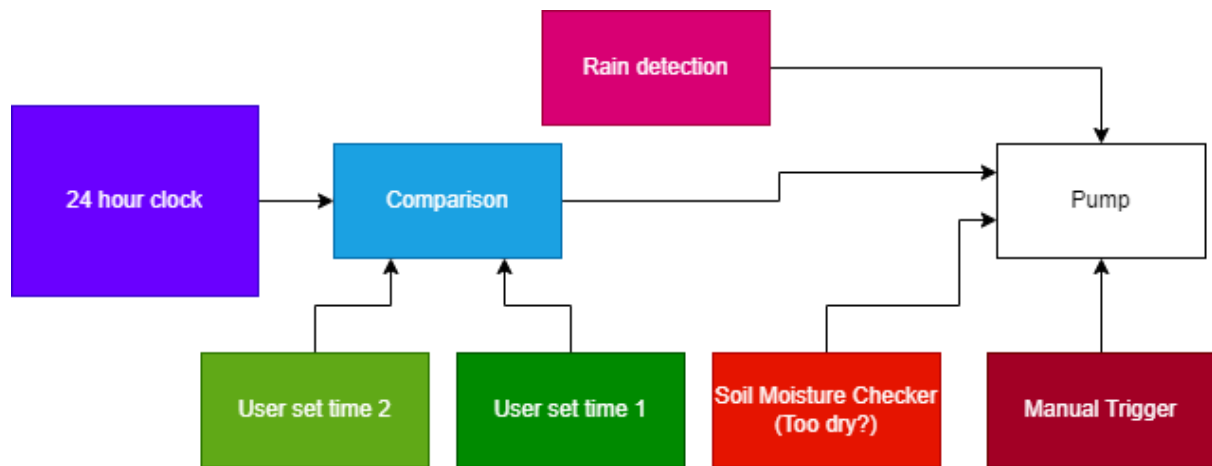 Rain detection
24 hour clock
Comparison
Pump
User set time 2
User set time 1
Soil Moisture Checker
(Too dry?)
Manual Trigger